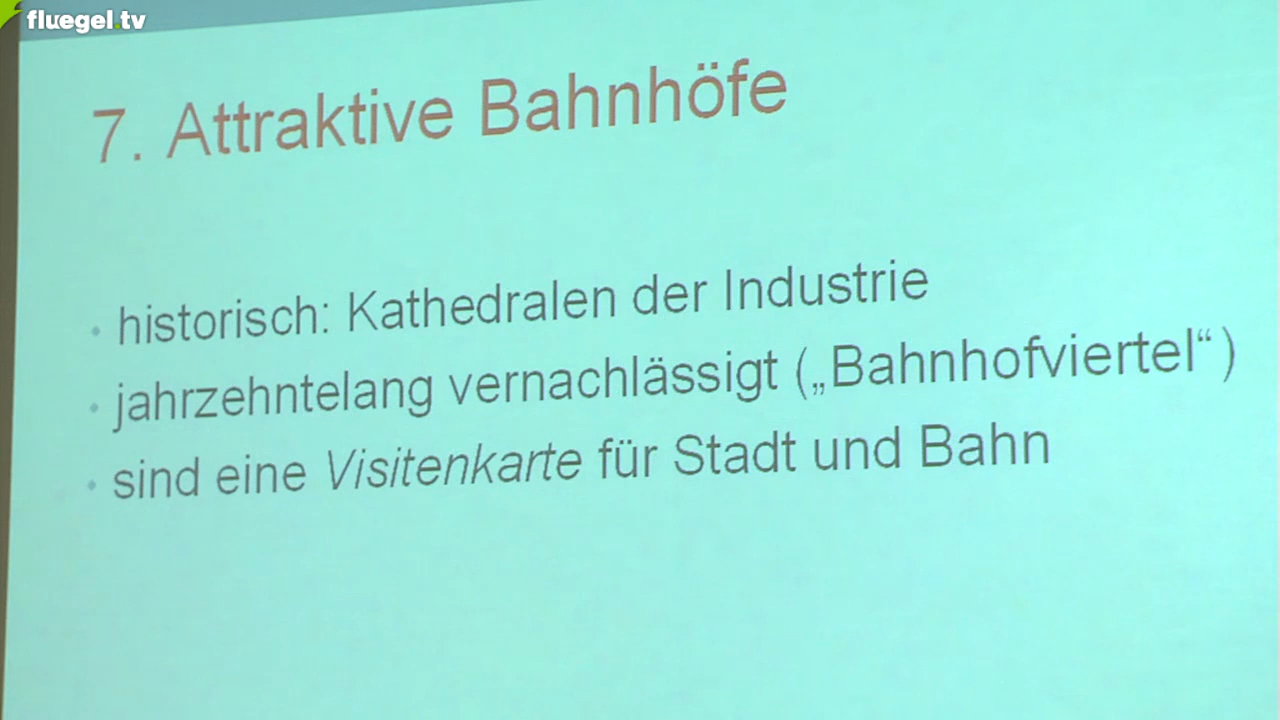 fluegel.tv
7. Attraktive Bahnhöfe
• historisch: Kathedralen der Industrie
• jahrzehntelang vernachlässigt („Bahnhofviertel“)
• sind eine Visitenkarte für Stadt und Bahn